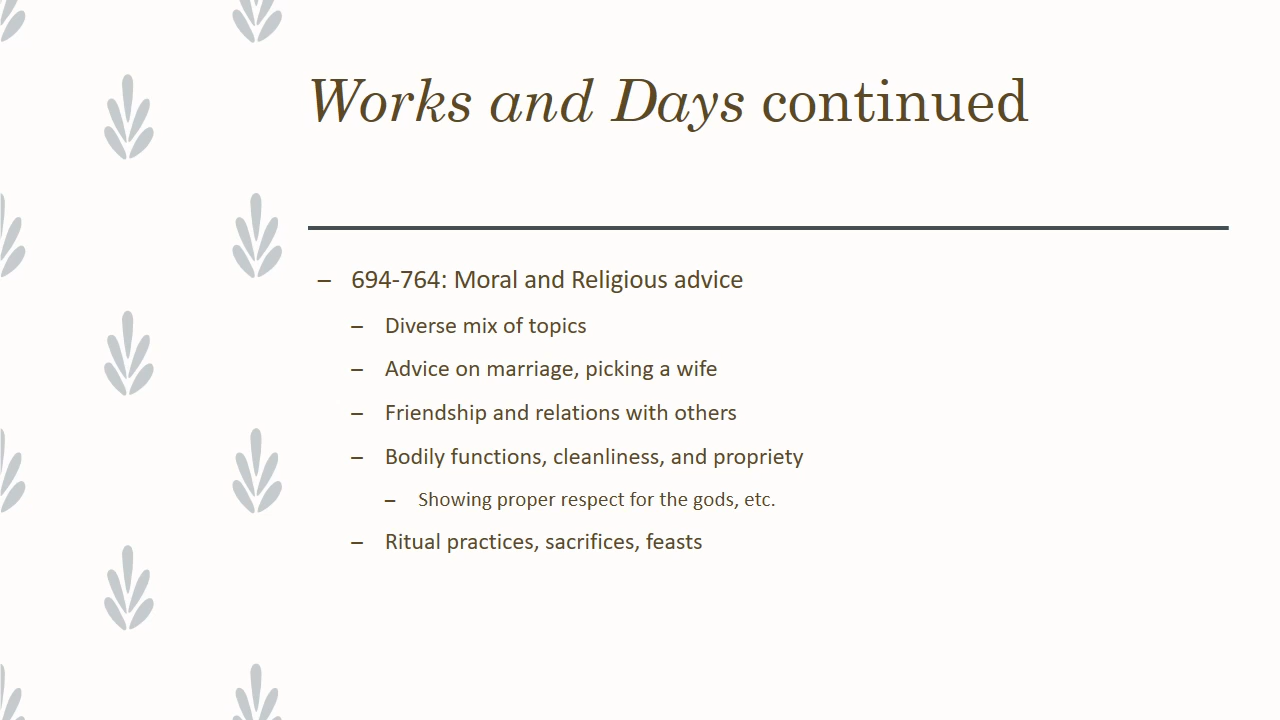 Works and Days continued
– 694-764: Moral and Religious advice
– Diverse mix of topics
– Advice on marriage, picking a wife
– Friendship and relations with others
– Bodily functions, cleanliness, and propriety
– Showing proper respect for the gods, etc.
– Ritual practices, sacrifices, feasts